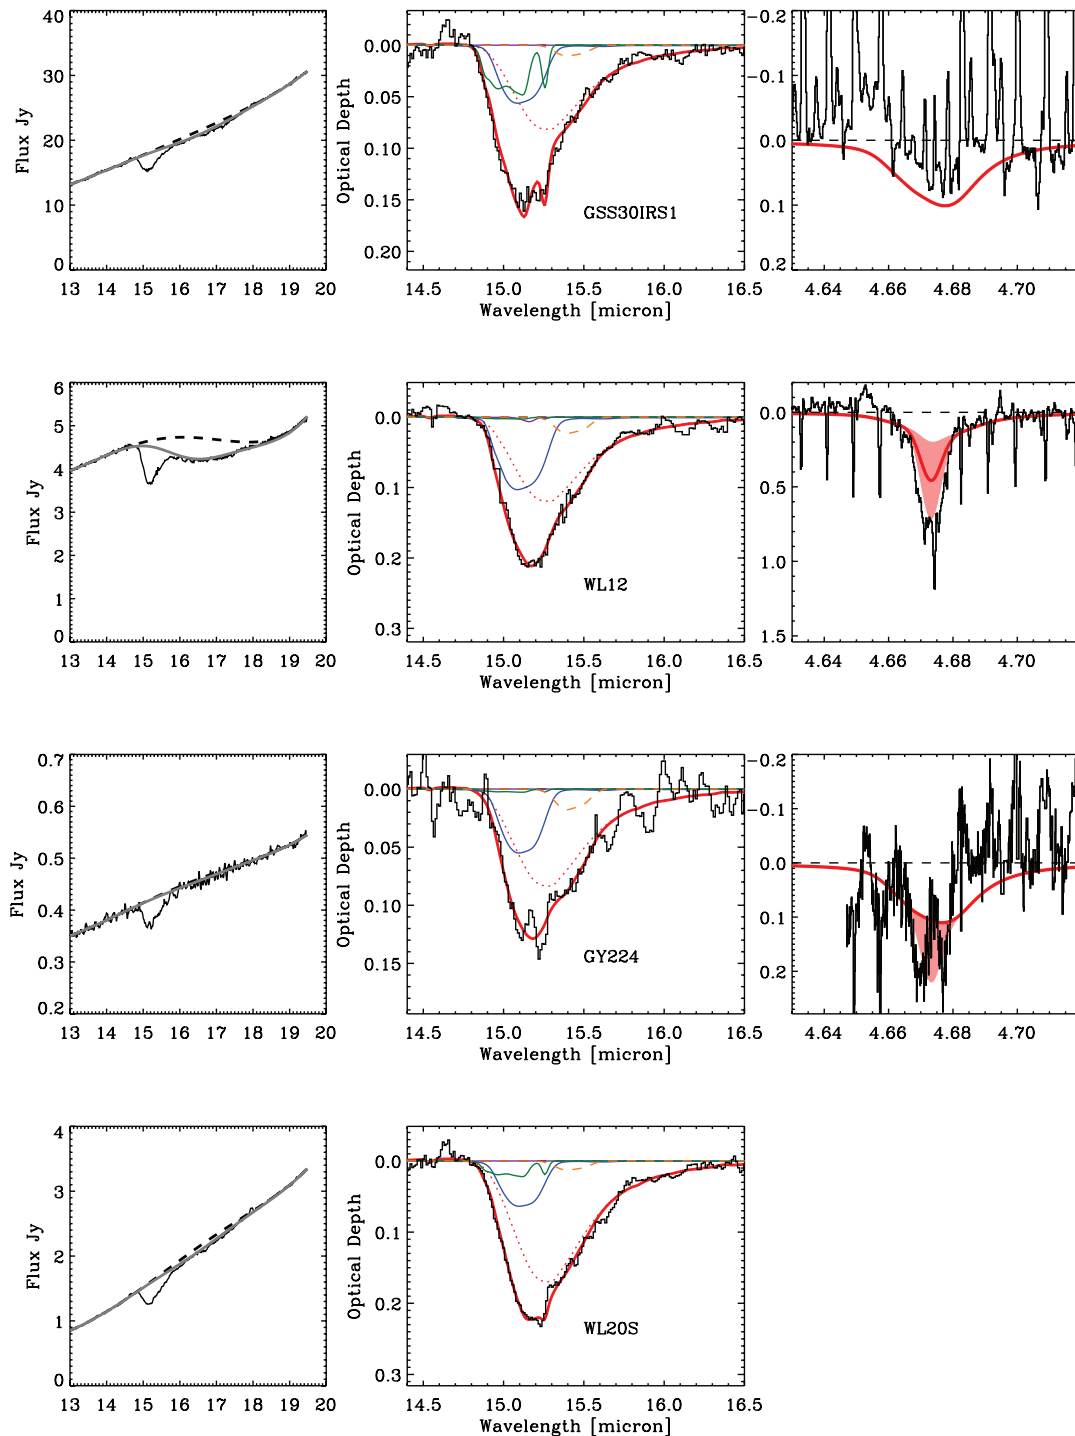 40
30
20
10
0
Flux Jy
13 14 15 16 17 18 19 20
0.00
0.05
0.10
0.15
0.20
Optical Depth
GSS30IRS1
14.5 15.0 15.5 16.0 16.5
Wavelength [micron]
−0.2
−0.1
0.0
0.1
0.2
4.64 4.66 4.68 4.70
6
5
4
3
2
1
0
Flux Jy
13 14 15 16 17 18 19 20
0.0
0.1
0.2
0.3
Optical Depth
WL12
14.5 15.0 15.5 16.0 16.5
Wavelength [micron]
0.0
0.5
1.0
1.5
4.64 4.66 4.68 4.70
0.7
0.6
0.5
0.4
0.3
0.2
Flux Jy
13 14 15 16 17 18 19 20
0.00
0.05
0.10
0.15
Optical Depth
GY224
14.5 15.0 15.5 16.0 16.5
Wavelength [micron]
−0.2
−0.1
0.0
0.1
0.2
4.64 4.66 4.68 4.70
4
3
2
1
0
Flux Jy
13 14 15 16 17 18 19 20
0.0
0.1
0.2
0.3
Optical Depth
WL20S
14.5 15.0 15.5 16.0 16.5
Wavelength [micron]